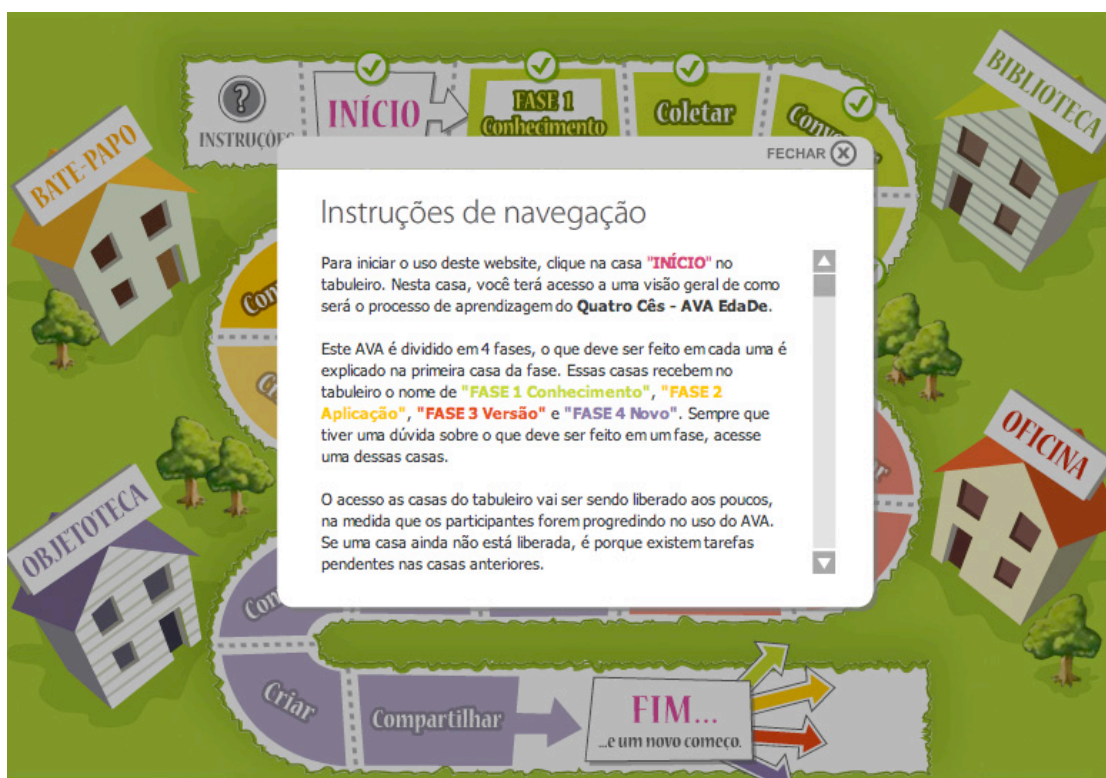 BIBLIOTECA
BATE-PAPO
INÍCIO
FASE 1
Conhecimento
Coletar
INSTRUÇÕES
FECHAR
Instruções de navegação
Para iniciar o uso deste website, clique na casa "INÍCIO" no
tabuleiro. Nesta casa, você terá acesso a uma visão geral de como
será o processo de aprendizagem do Quatro Cês - AVA EdaDe.
Este AVA é dividido em 4 fases, o que deve ser feito em cada uma é
explicado na primeira casa da fase. Essas casas recebem no
tabuleiro o nome de "FASE 1 Conhecimento", "FASE 2
Aplicação", "FASE 3 Versão" e "FASE 4 Novo". Sempre que
tiver uma dúvida sobre o que deve ser feito em um fase, acesse
uma dessas casas.
O acesso as casas do tabuleiro vai ser sendo liberado aos poucos,
na medida que os participantes forem progredindo no uso do AVA.
Se uma casa ainda não está liberada, é porque existem tarefas
pendentes nas casas anteriores.
OFICINA
OBJETOTECA
Criar
Compartilhar
FIM...
...e um novo começo.